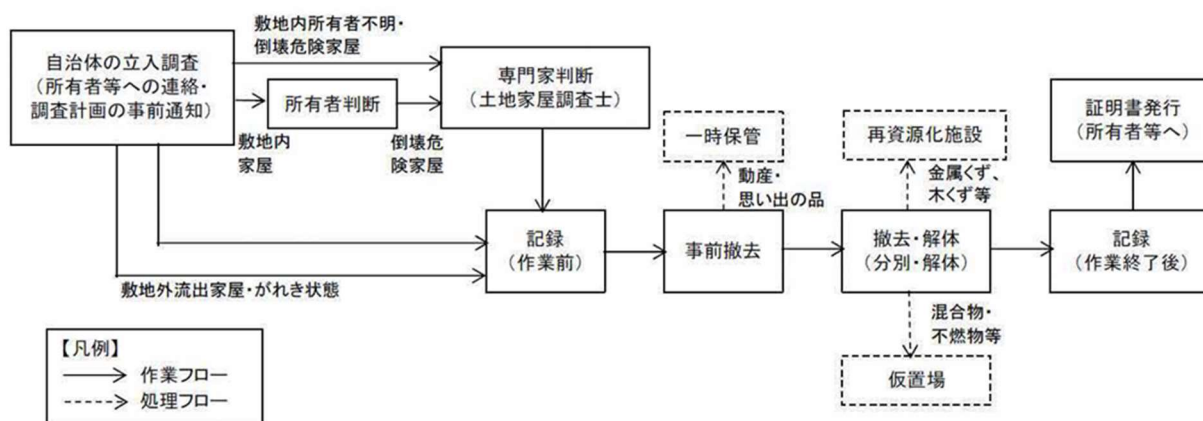 自治体の立入調査
(所有者等への連絡・
調査計画の事前通知)
敷地内所有者不明・
倒壊危険家屋
所有者判断
敷地内
家屋
倒壊危
険家屋
専門家判断
(土地家屋調査士)
敷地外流出家屋・がれき状態
記録
(作業前)
一時保管
動産・
思い出の品
事前撤去
再資源化施設
金属くず、
木くず等
撤去・解体
(分別・解体)
混合物・
不燃物等
仮置場
証明書発行
(所有者等へ)
記録
(作業終了後)
【凡例】
作業フロー
処理フロー